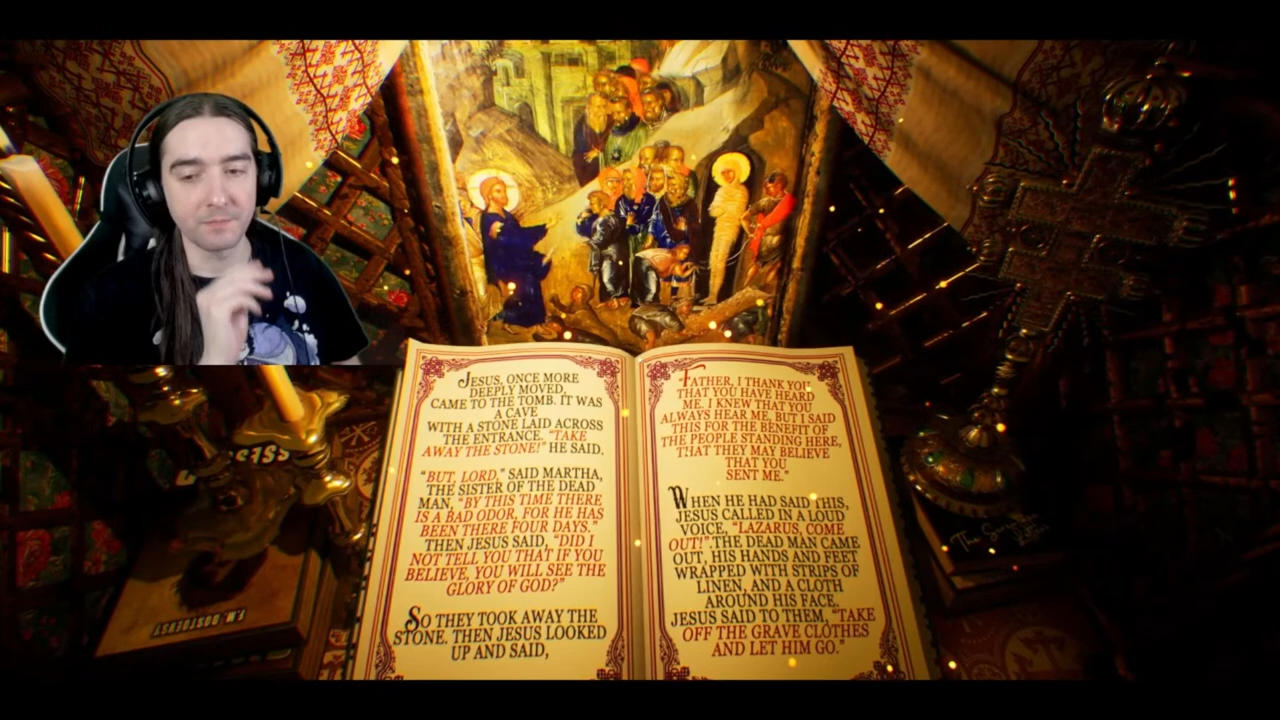 JESUS, ONCE MORE
DEEPLY MOVED,
CAME TO THE TOMB. IT WAS
A CAVE
WITH A STONE LAID ACROSS
THE ENTRANCE. “TAKE
AWAY THE STONE!” HE SAID.
“BUT, LORD,” SAID MARTHA,
THE SISTER OF THE DEAD
MAN, “BY THIS TIME THERE
IS A BAD ODOR, FOR HE HAS
BEEN THERE FOUR DAYS.”
THEN JESUS SAID, “DID I
NOT TELL YOU THAT IF YOU
BELIEVE, YOU WILL SEE THE
GLORY OF GOD?”
SO THEY TOOK AWAY THE
STONE. THEN JESUS LOOKED
UP AND SAID,
“FATHER, I THANK YOU
THAT YOU HAVE HEARD
ME. I KNEW THAT YOU
ALWAYS HEAR ME, BUT I SAID
THIS FOR THE BENEFIT OF
THE PEOPLE STANDING HERE,
THAT THEY MAY BELIEVE
THAT YOU
SENT ME.”
WHEN HE HAD SAID THIS,
JESUS CALLED IN A LOUD
VOICE, “LAZARUS, COME
OUT!”.THE DEAD MAN CAME
OUT, HIS HANDS AND FEET
WRAPPED WITH STRIPS OF
LINEN, AND A CLOTH
AROUND HIS FACE.
JESUS SAID TO THEM, “TAKE
OFF THE GRAVE CLOTHES
AND LET HIM GO.”
F.M. DOSTOEVSKY
The